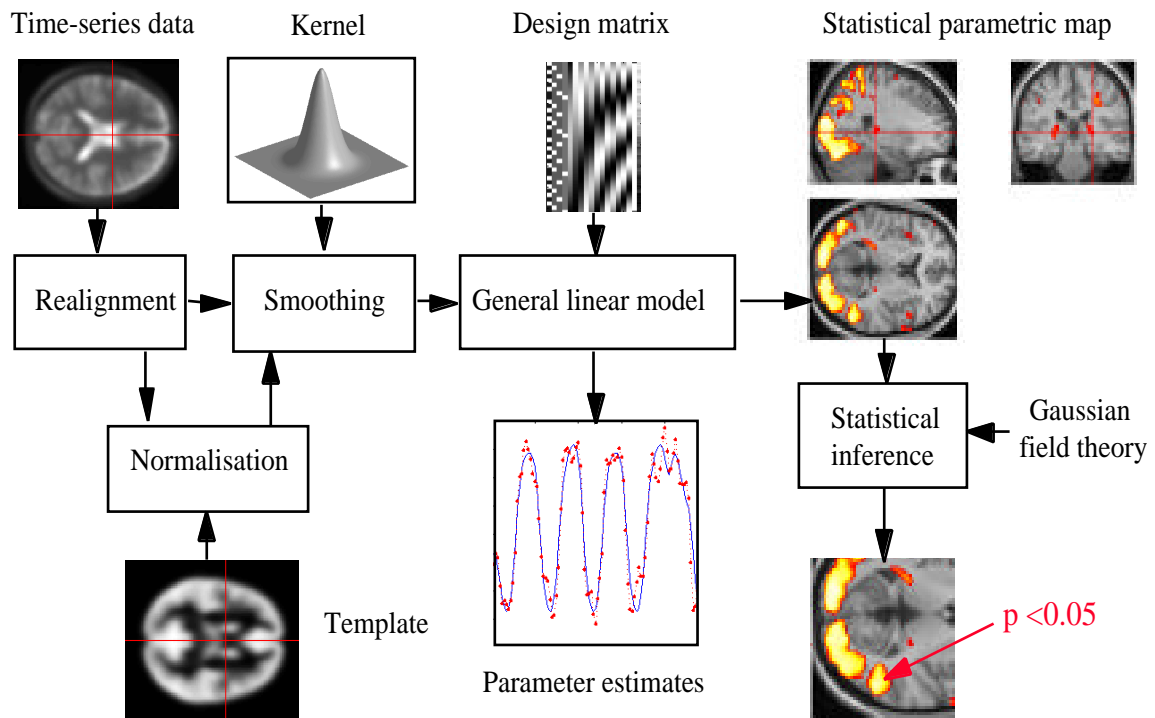 Time-series data
Kernel
Design matrix
Statistical parametric map
Realignment
Smoothing
General linear model
Normalisation
Statistical
inference
Gaussian
field theory
Template
Parameter estimates
p <0.05